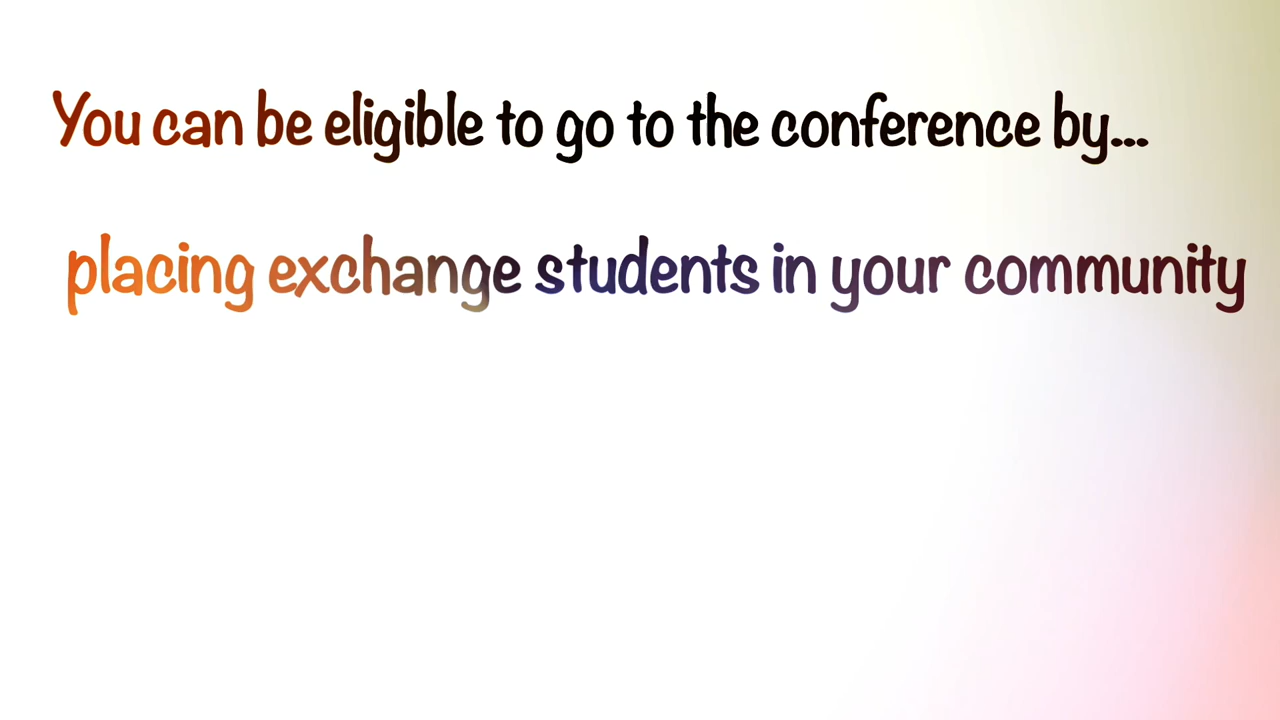 You can be eligible to go to the conference by...
placing exchange students in your community